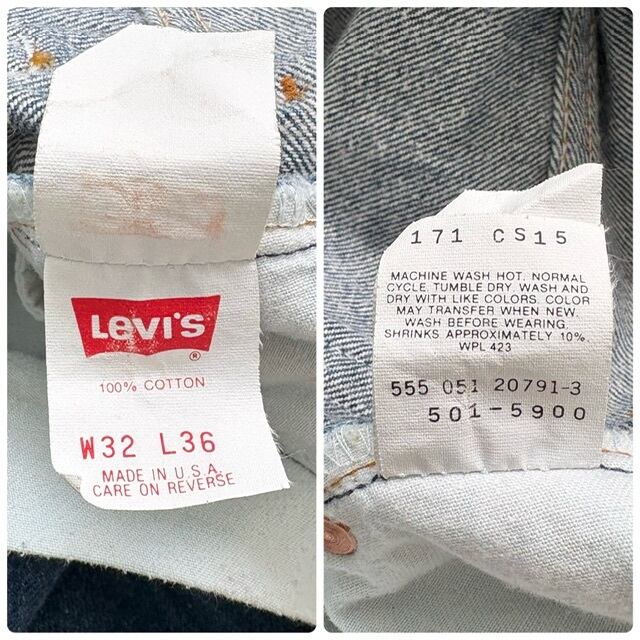 Levi's
®
100% COTTON
W32 L36
MADE IN U.S.A.
CARE ON REVERSE
171 CS15
MACHINE WASH HOT, NORMAL
CYCLE, TUMBLE DRY, WASH AND
DRY WITH LIKE COLORS. COLOR
MAY TRANSFER WHEN NEW.
WASH BEFORE WEARING.
SHRINKS APPROXIMATELY 10%.
WPL 423
555 051 20791-3
501-5900